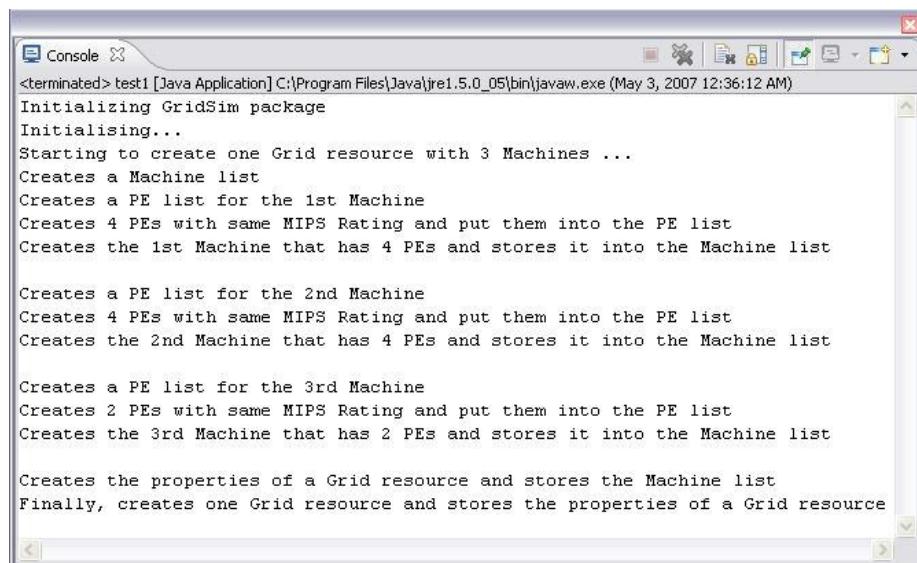 Console
<terminated> test1 [Java Application] C:\Program Files\Java\jre1.5.0_05\bin\javaw.exe (May 3, 2007 12:36:12 AM)
Initializing GridSim package
Initialising...
Starting to create one Grid resource with 3 Machines ...
Creates a Machine list
Creates a PE list for the 1st Machine
Creates 4 PEs with same MIPS Rating and put them into the PE list
Creates the 1st Machine that has 4 PEs and stores it into the Machine list
Creates a PE list for the 2nd Machine
Creates 4 PEs with same MIPS Rating and put them into the PE list
Creates the 2nd Machine that has 4 PEs and stores it into the Machine list
Creates a PE list for the 3rd Machine
Creates 2 PEs with same MIPS Rating and put them into the PE list
Creates the 3rd Machine that has 2 PEs and stores it into the Machine list
Creates the properties of a Grid resource and stores the Machine list
Finally, creates one Grid resource and stores the properties of a Grid resource